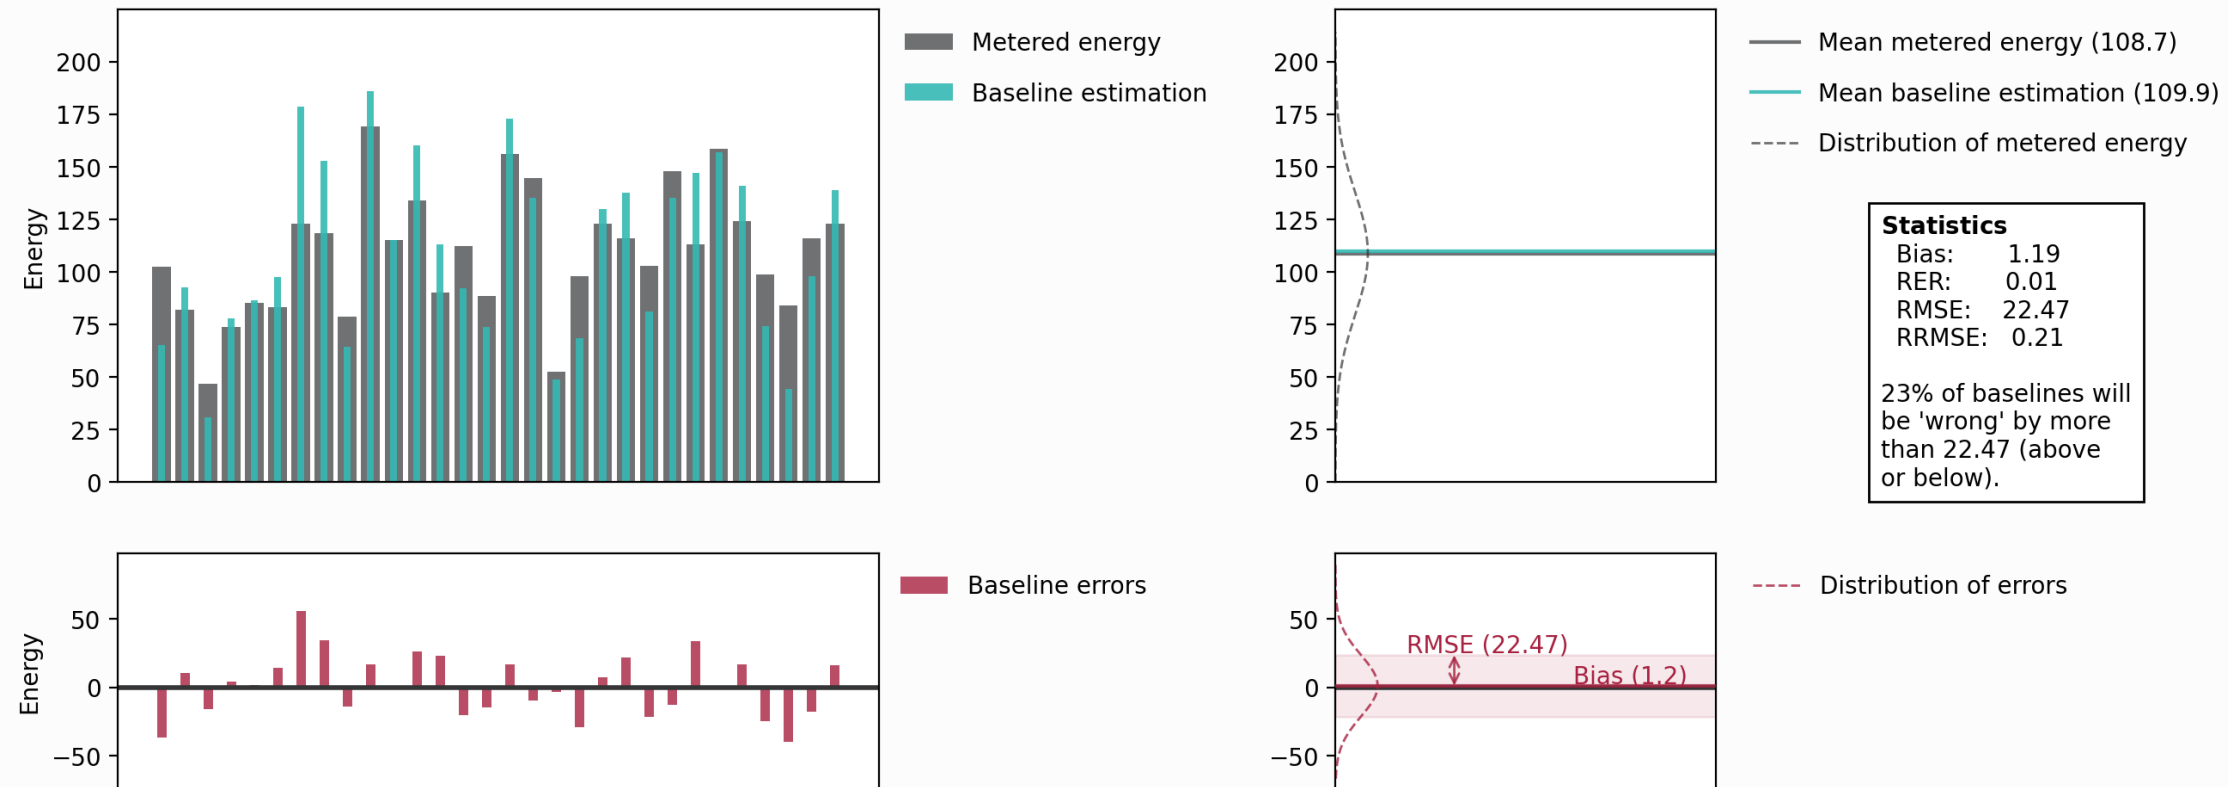 Energy
200
175
150
125
100
75
50
25
0
Metered energy
Baseline estimation
200
175
150
125
100
75
50
25
0
Mean metered energy (108.7)
Mean baseline estimation (109.9)
Distribution of metered energy
Statistics
Bias: 1.19
RER: 0.01
RMSE: 22.47
RRMSE: 0.21
23% of baselines will
be 'wrong' by more
than 22.47 (above
or below).
Energy
50
0
−50
Baseline errors
50
0
−50
RMSE (22.47)
Bias (1.2)
Distribution of errors